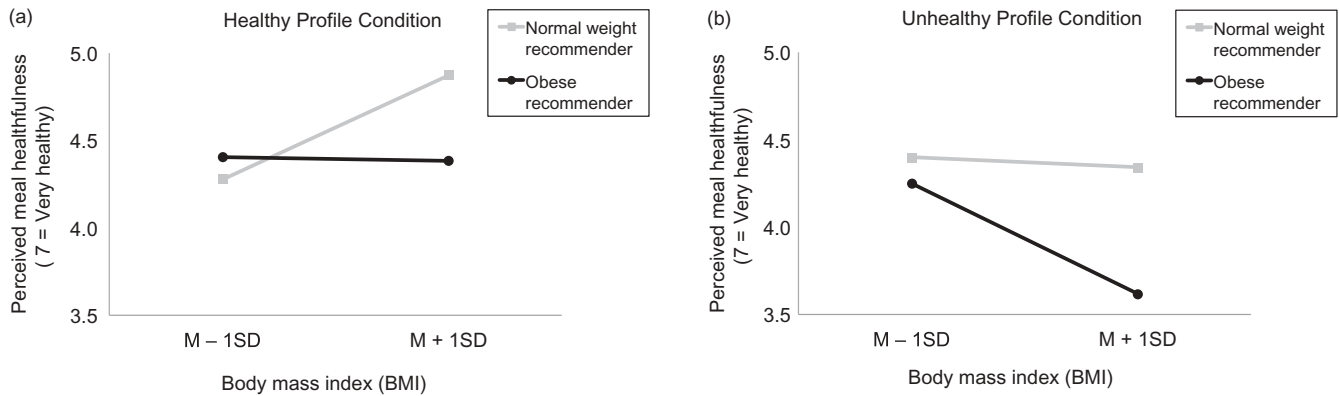 (a)
Healthy Profile Condition
Normal weight
recommender
Obese
recommender
Perceived meal healthfulness
( 7 = Very healthy)
5.0
4.5
4.0
3.5
M – 1SD
M + 1SD
Body mass index (BMI)
(b)
Unhealthy Profile Condition
Normal weight
recommender
Obese
recommender
Perceived meal healthfulness
(7 = Very healthy)
5.0
4.5
4.0
3.5
M – 1SD
M + 1SD
Body mass index (BMI)